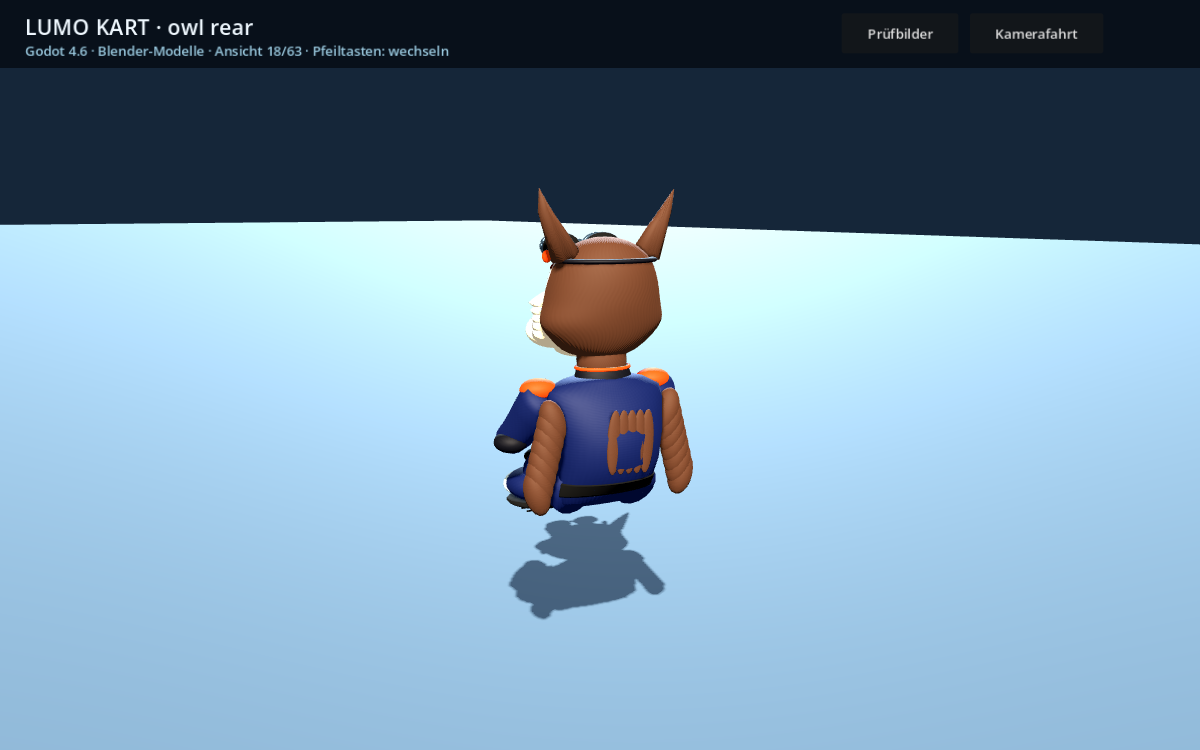 LUMO KART · owl rear
Godot 4.6 · Blender-Modelle · Ansicht 18/63 · Pfeiltasten: wechseln
Prüfbilder
Kamerafahrt